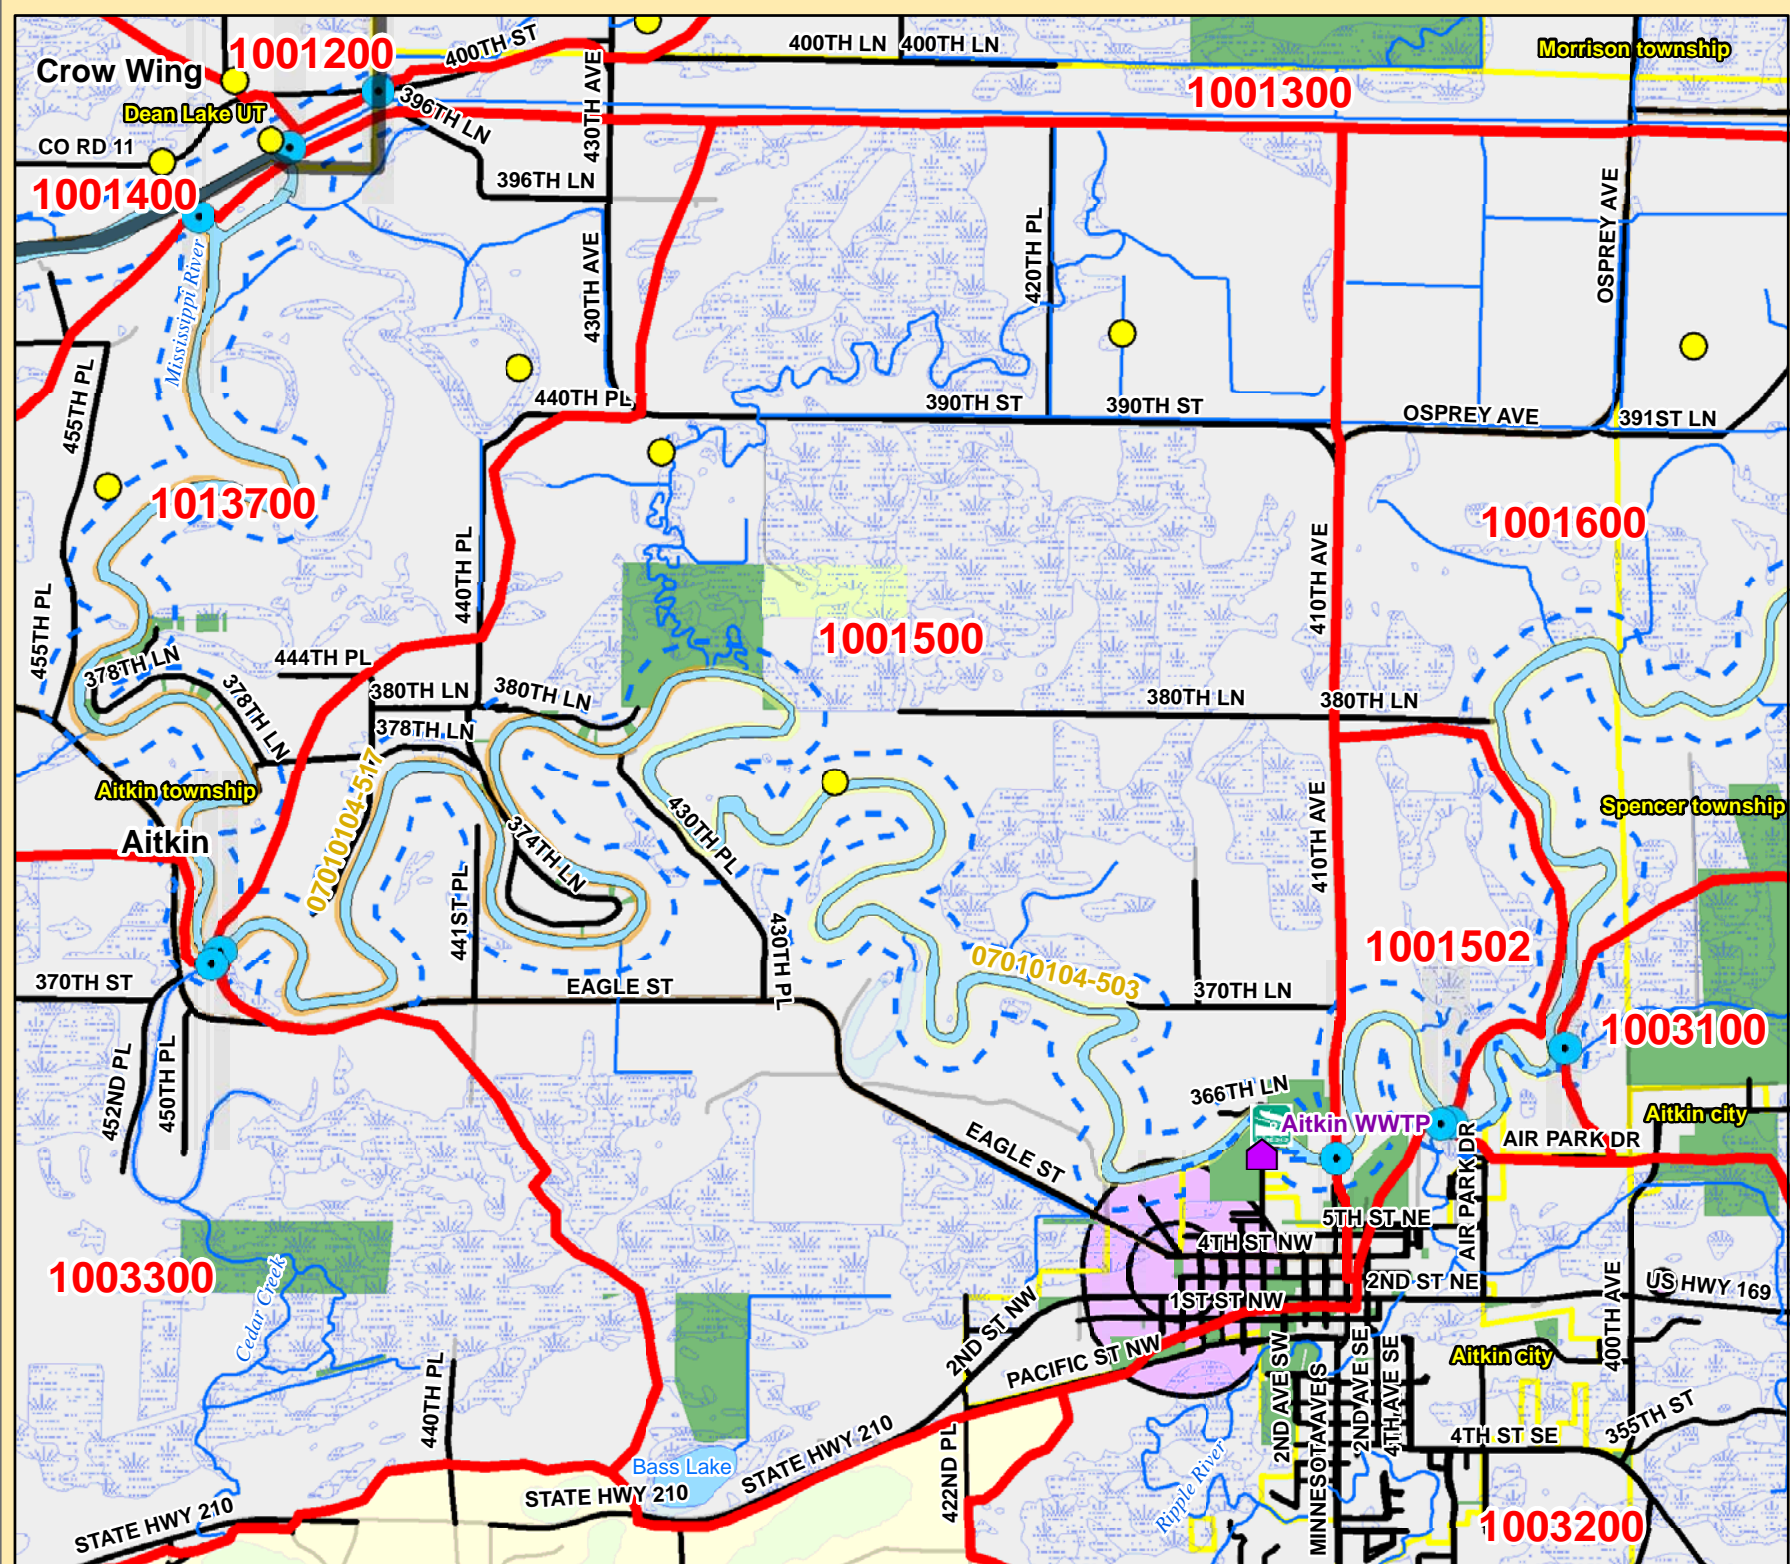 1001200
400TH ST
400TH LN
400TH LN
Morrison township
Crow Wing
1001300
Dean Lake UT
396TH LN
430TH AVE
CO RD 11
1001400
396TH LN
OSPREY AVE
420TH PL
Mississippi River
430TH AVE
455TH PL
440TH PL
390TH ST
390TH ST
OSPREY AVE
391ST LN
1013700
1001600
440TH PL
410TH AVE
455TH PL
1001500
378TH LN
444TH PL
378TH LN
380TH LN
380TH LN
380TH LN
380TH LN
378TH LN
07010104-517
Aitkin township
Spencer township
Aitkin
374TH LN
430TH PL
410TH AVE
441ST PL
430TH PL
1001502
07010104-503
370TH ST
EAGLE ST
370TH LN
1003100
452ND PL
450TH PL
366TH LN
Aitkin WWTP
Aitkin city
EAGLE ST
AIR PARK DR
AIR PARK DR
5TH ST NE
4TH ST NW
1003300
Cedar Creek
2ND ST NE
US HWY 169
1ST ST NW
2ND ST NW
400TH AVE
PACIFIC ST NW
Aitkin city
2ND AVE SW
MINNESOTA AVE S
2ND AVE SE
4TH AVE SE
440TH PL
355TH ST
4TH ST SE
Bass Lake
STATE HWY 210
422ND PL
Ripple River
STATE HWY 210
STATE HWY 210
1003200